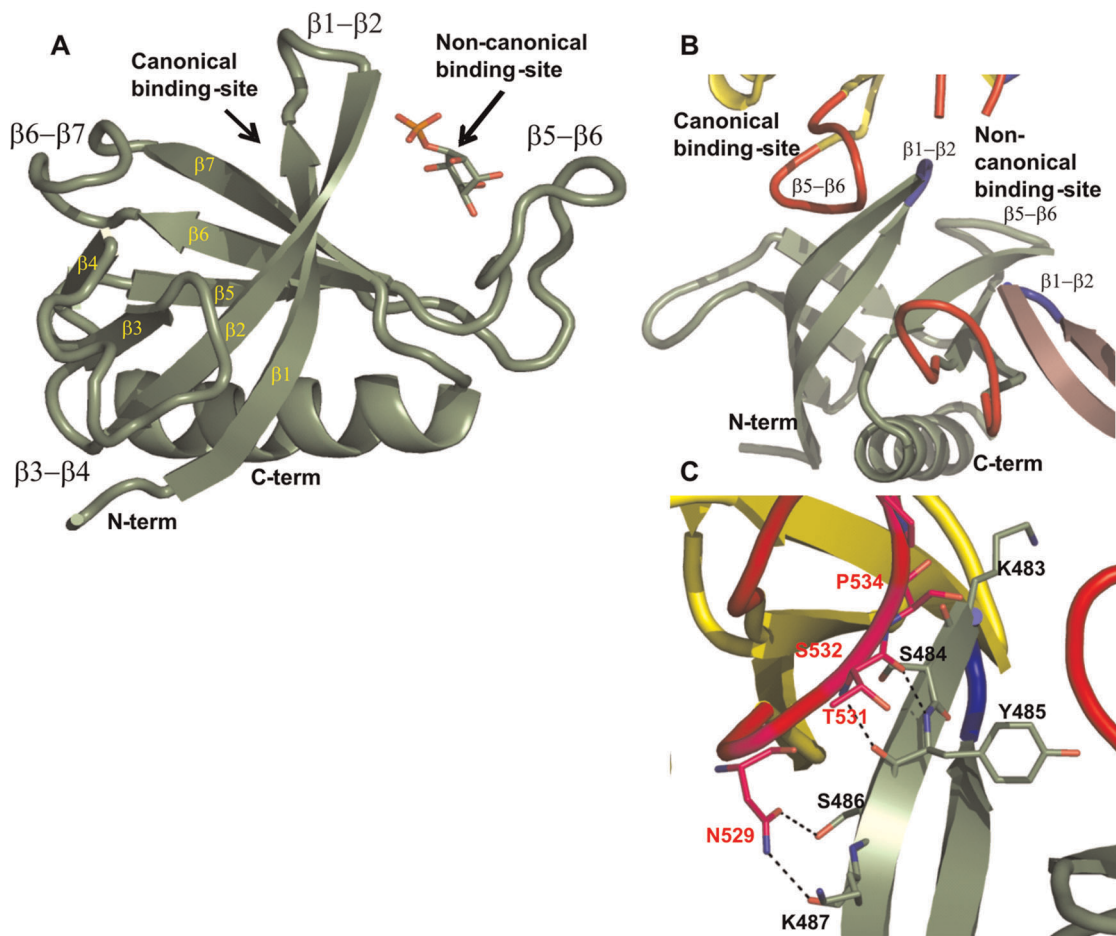 A
β1–β2
Canonical
binding-site
Non-canonical
binding-site
β6–β7
β5–β6
β7
β6
β4
β5
β3
β2
β1
β3–β4
C-term
N-term
B
Canonical
binding-site
β1–β2
Non-
canonical
binding-site
β5–β6
β5–β6
β1–β2
N-term
C-term
C
K483
P534
S532
S484
T531
Y485
S486
N529
K487